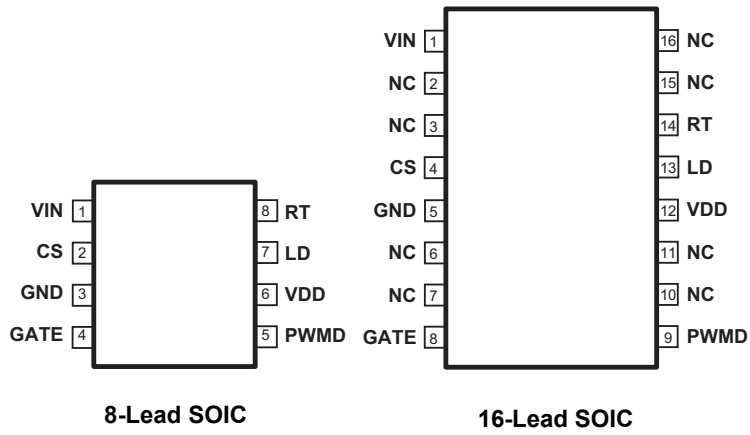 VIN 1
CS 2
GND 3
GATE 4
8 RT
7 LD
6 VDD
5 PWMD
8-Lead SOIC
VIN 1
NC 2
NC 3
CS 4
GND 5
NC 6
NC 7
GATE 8
16 NC
15 NC
14 RT
13 LD
12 VDD
11 NC
10 NC
9 PWMD
16-Lead SOIC